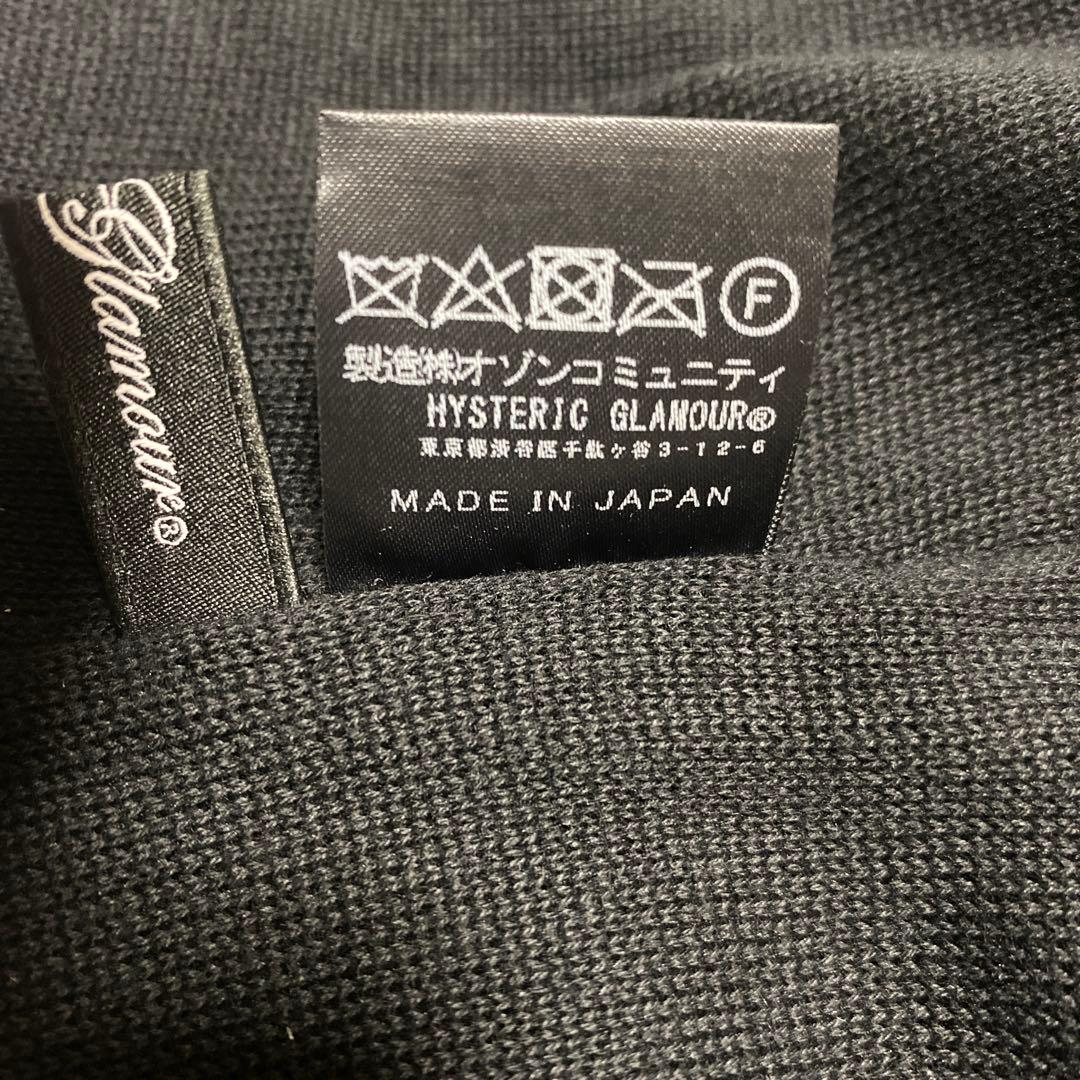 Glamour®
F
製造(株)オゾンコミュニティ
HYSTERIC GLAMOUR®
東京都渋谷区千駄ヶ谷3-12-6
MADE IN JAPAN